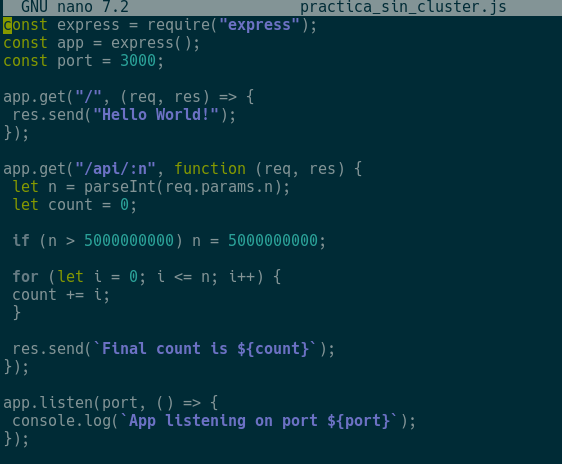 GNU nano 7.2 practica_sin_cluster.js
const express = require("express");
const app = express();
const port = 3000;

app.get("/", (req, res) => {
 res.send("Hello World!");
});

app.get("/api/:n", function (req, res) {
 let n = parseInt(req.params.n);
 let count = 0;

 if (n > 5000000000) n = 5000000000;

 for (let i = 0; i <= n; i++) {
 count += i;
 }

 res.send(`Final count is ${count}`);
});

app.listen(port, () => {
 console.log(`App listening on port ${port}`);
});